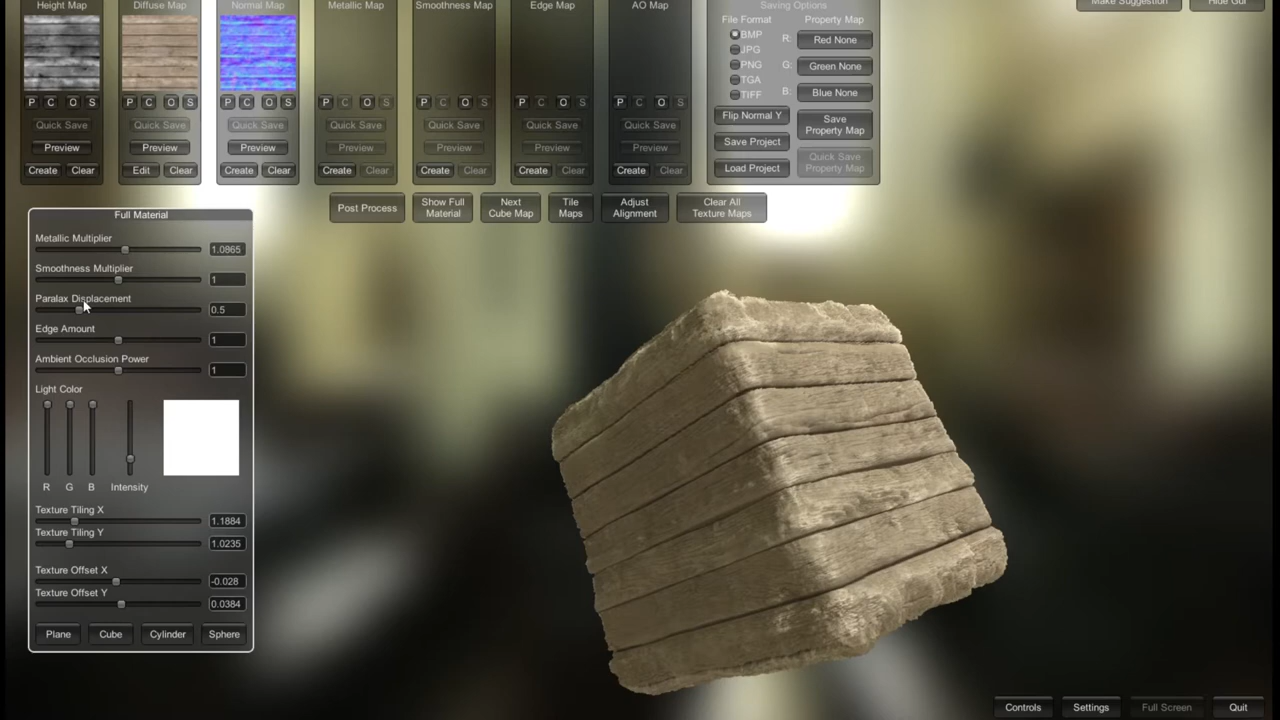 Height Map
Diffuse Map
Normal Map
Metallic Map
Smoothness Map
Edge Map
AO Map
Saving Options
Make Suggestion
Hide Gui
P C O S
P C O S
P C O S
P C O S
P C O S
P C O S
P C O S
Quick Save
Quick Save
Quick Save
Quick Save
Quick Save
Quick Save
Quick Save
Preview
Preview
Preview
Preview
Preview
Preview
Preview
Create Clear
Edit Clear
Create Clear
Create Clear
Create Clear
Create Clear
Create Clear
File Format
BMP
JPG
PNG
TGA
TIFF
Flip Normal Y
Save Project
Load Project
Property Map
R: Red None
G: Green None
B: Blue None
Save
Property Map
Quick Save
Property Map
Post Process
Show Full
Material
Next
Cube Map
Tile
Maps
Adjust
Alignment
Clear All
Texture Maps
Full Material
Metallic Multiplier
1.0865
Smoothness Multiplier
1
Paralax Displacement
0.5
Edge Amount
1
Ambient Occlusion Power
1
Light Color
R G B Intensity
Texture Tiling X
1.1884
Texture Tiling Y
1.0235
Texture Offset X
-0.028
Texture Offset Y
0.0384
Plane Cube Cylinder Sphere
Controls Settings Full Screen Quit